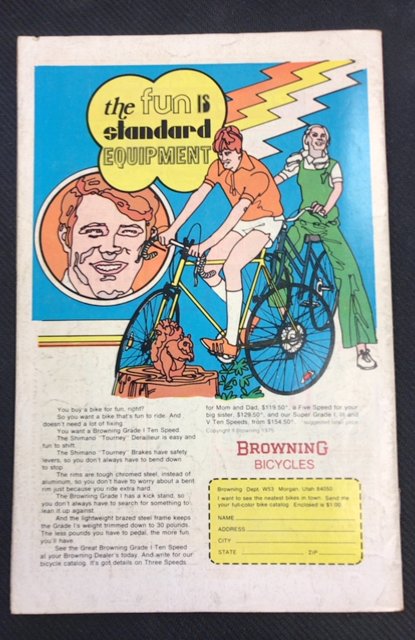 the fun IS
standard
EQUIPMENT
You buy a bike for fun, right?
So you want a bike that's fun to ride. And
doesn't need a lot of fixing.
You want a Browning Grade I Ten Speed.
The Shimano "Tourney" Derailleur is easy and
fun to shift.
The Shimano "Tourney" Brakes have safety
levers, so you don't always have to bend down
to stop.
The rims are tough chromed steel, instead of
aluminum, so you don't have to worry about a bent
rim just because you ride extra hard.
The Browning Grade I has a kick stand, so
you don't always have to search for something to
lean it up against.
And the lightweight brazed steel frame keeps
the Grade I's weight trimmed down to 30 pounds.
The less pounds you have to pedal, the more fun
you'll have.
See the Great Browning Grade I Ten Speed
at your Browning Dealer's today. And write for our
bicycle catalog. It's got details on Three Speeds
for Mom and Dad, $119.50*, a Five Speed for your
big sister, $129.50*, and our Super Grade I, III and
V Ten Speeds, from $154.50*. *suggested retail price
Copyright © Browning 1975
BROWNING
BICYCLES
Browning Dept. W53 Morgan, Utah 84050
I want to see the neatest bikes in town. Send me
your full-color bike catalog. Enclosed is $1.00
NAME
ADDRESS
CITY
STATE ZIP